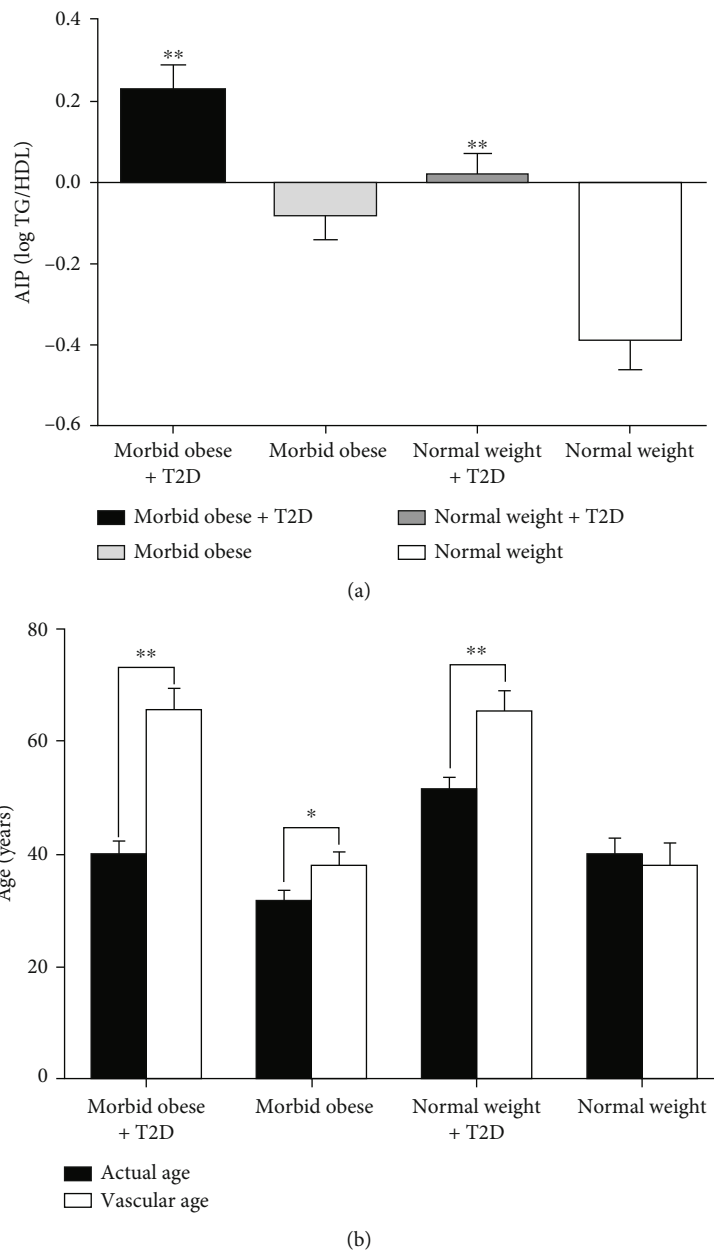 0.4
0.2
0.0
−0.2
−0.4
−0.6
AIP (log TG/HDL)
**
**
Morbid obese
+ T2D
Morbid obese
Normal weight
+ T2D
Normal weight
Morbid obese + T2D
Normal weight + T2D
Morbid obese
Normal weight
(a)
80
60
40
20
0
Age (years)
**
*
**
Morbid obese
+ T2D
Morbid obese
Normal weight
+ T2D
Normal weight
Actual age
Vascular age
(b)